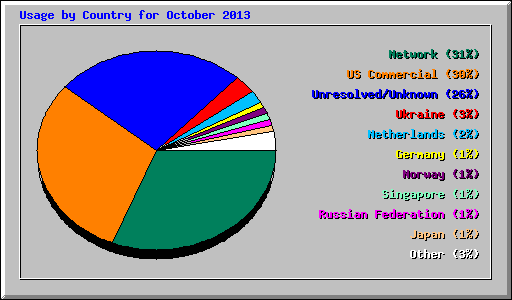 Usage by Country for October 2013
Network (31%)
US Commercial (30%)
Unresolved/Unknown (26%)
Ukraine (3%)
Netherlands (2%)
Germany (1%)
Norway (1%)
Singapore (1%)
Russian Federation (1%)
Japan (1%)
Other (3%)